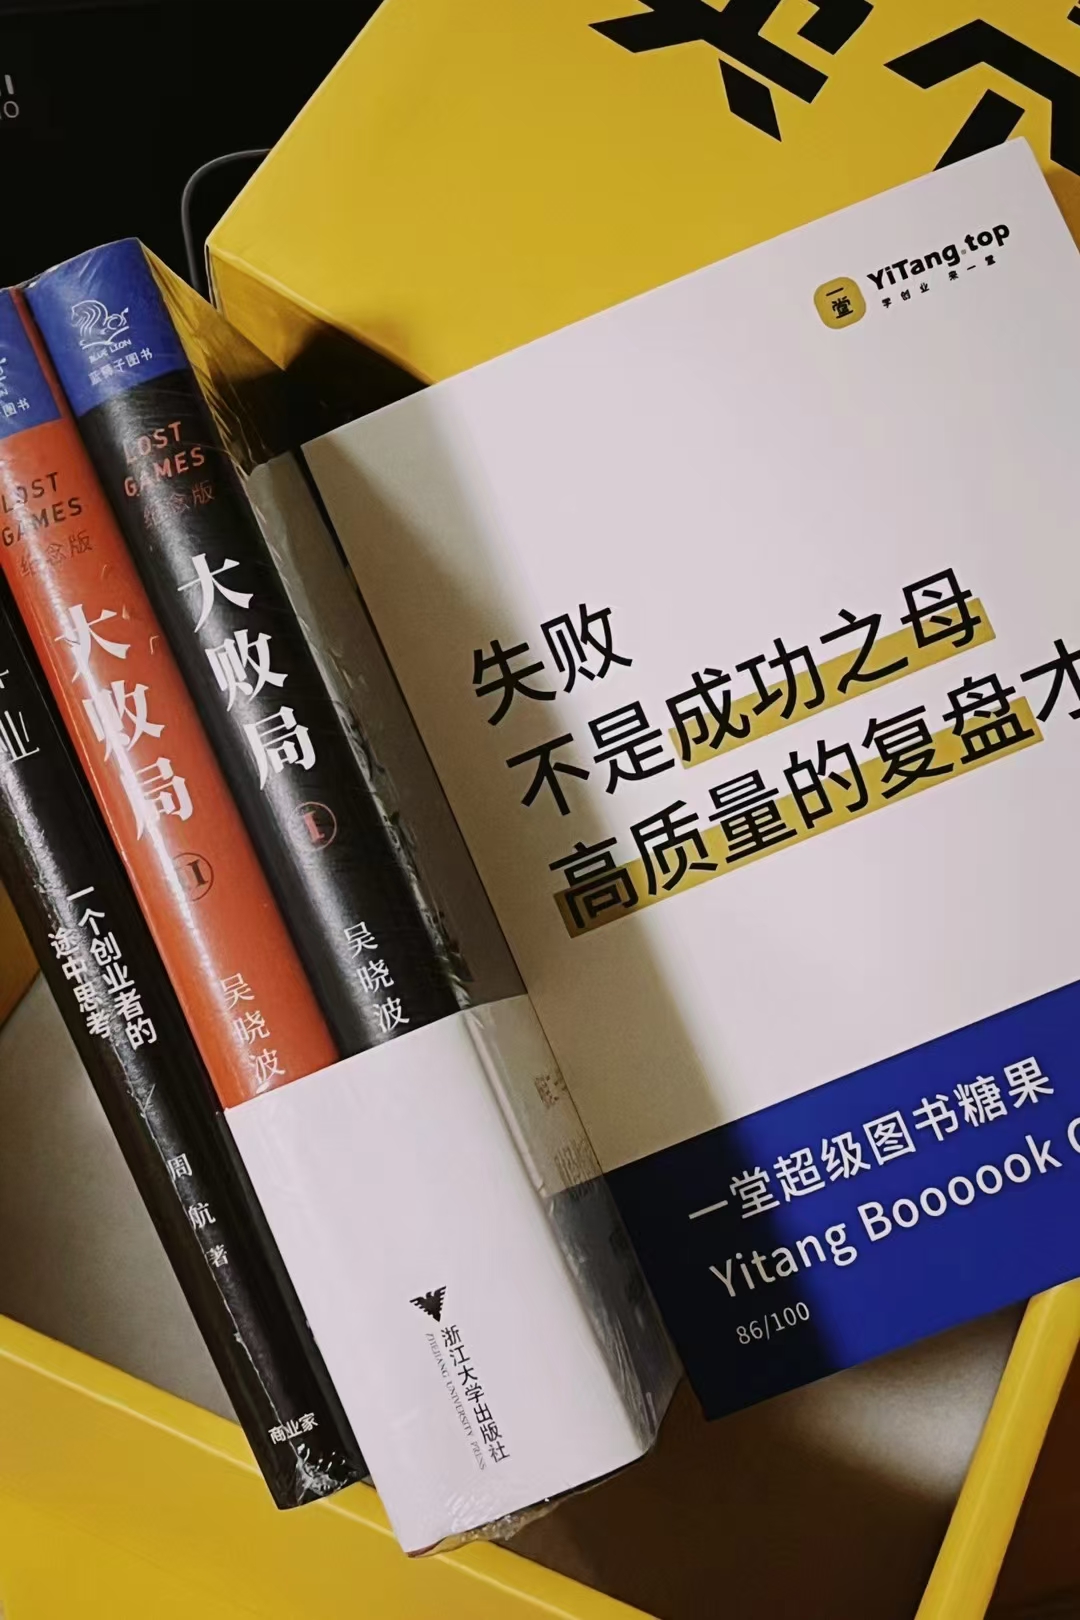 YiTang.top
学创业 来一堂
一堂
失败
不是成功之母
高质量的复盘才
一堂超级图书糖果
Yitang Boooook
86/100
BLUE LION
蓝狮子图书
LOST
GAMES
纪念版
大败局
I
吴晓波
图书
LOST
GAMES
纪念版
大败局
II
吴晓波
浙江大学出版社
ZHEJIANG UNIVERSITY PRESS
业
一个创业者的
途中思考
周航 著
商业家